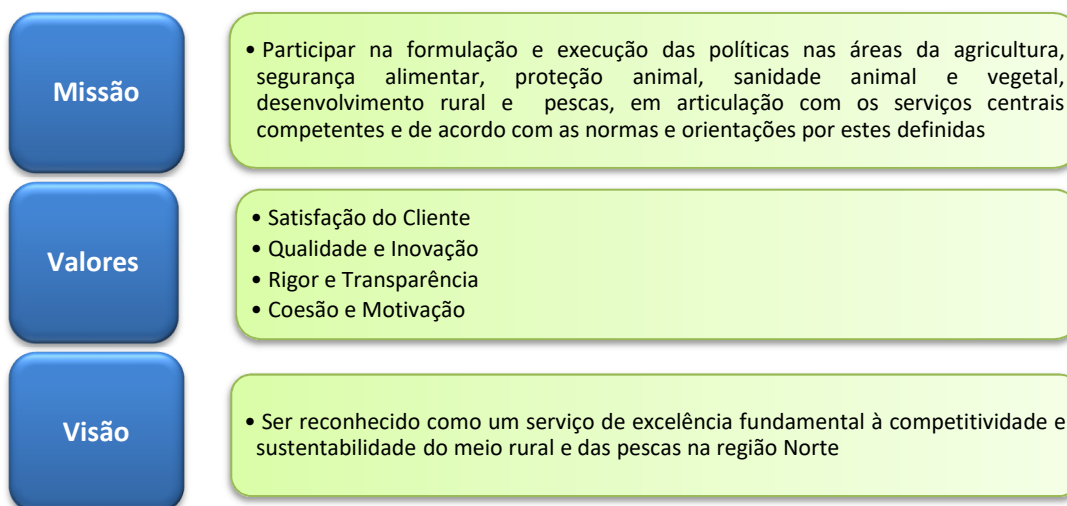 Missão
• Participar na formulação e execução das políticas nas áreas da agricultura,
segurança alimentar, proteção animal, sanidade animal e vegetal,
desenvolvimento rural e pescas, em articulação com os serviços centrais
competentes e de acordo com as normas e orientações por estes definidas
Valores
• Satisfação do Cliente
• Qualidade e Inovação
• Rigor e Transparência
• Coesão e Motivação
Visão
• Ser reconhecido como um serviço de excelência fundamental à competitividade e
sustentabilidade do meio rural e das pescas na região Norte